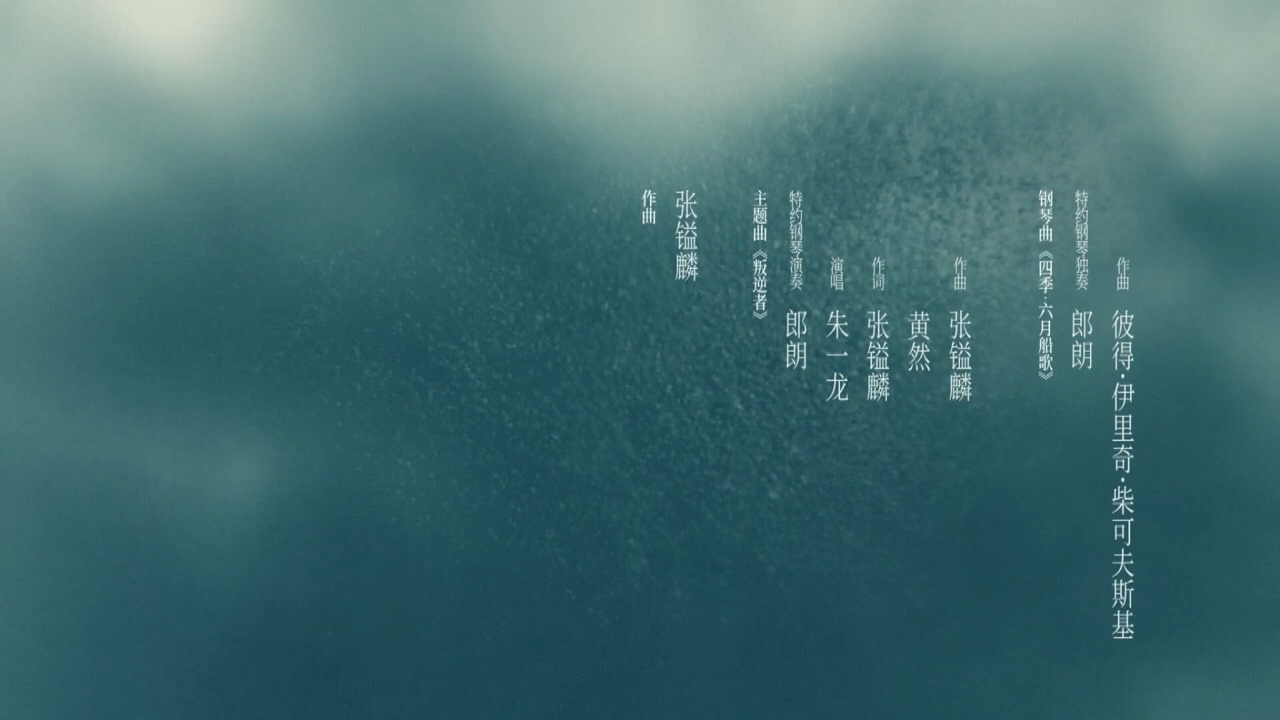 作曲
张镒麟
主题曲《叛逆者》
特约钢琴演奏 郎朗
演唱 朱一龙
作词 张镒麟
黄然
作曲 张镒麟
钢琴曲《四季·六月船歌》
特约钢琴独奏 郎朗
作曲 彼得·伊里奇·柴可夫斯基